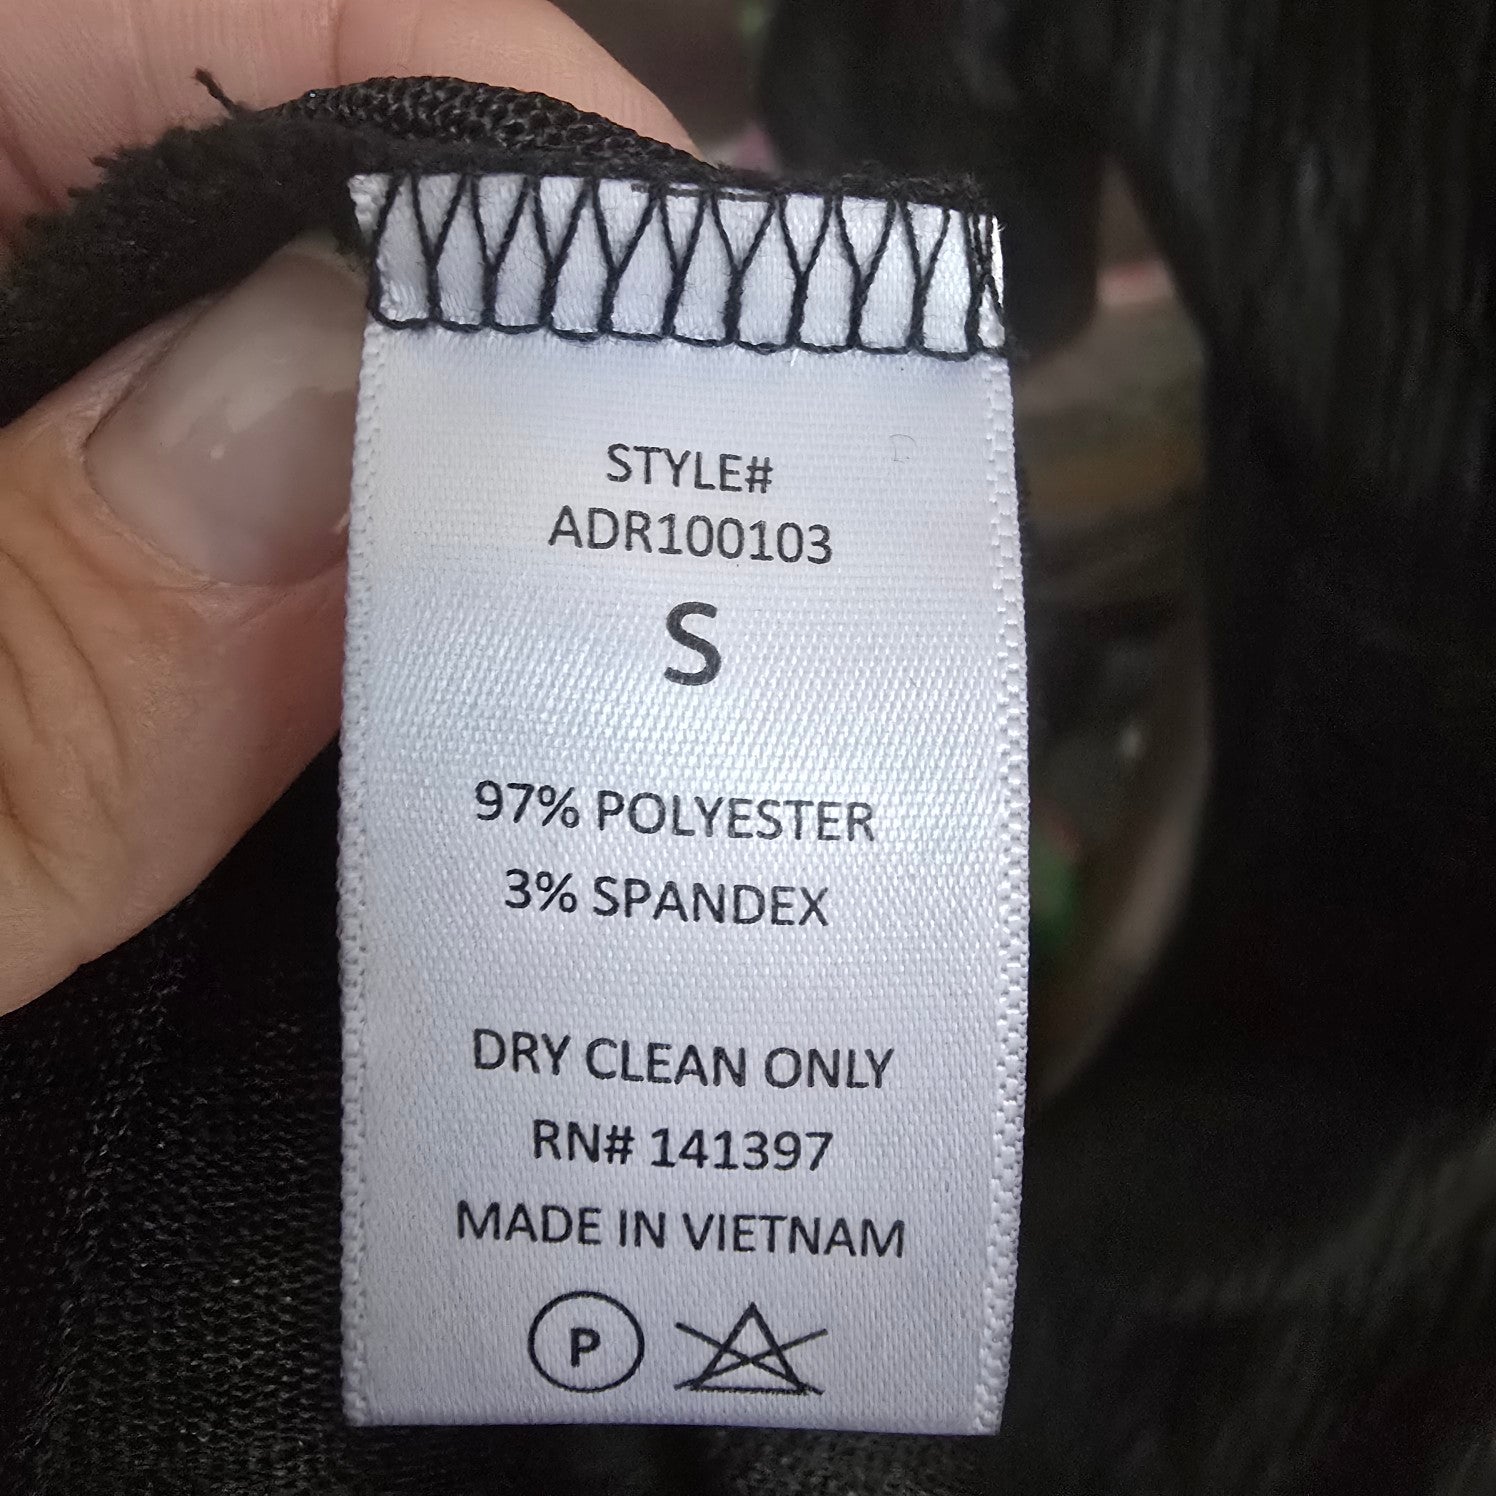 STYLE#
ADR100103
S
97% POLYESTER
3% SPANDEX
DRY CLEAN ONLY
RN# 141397
MADE IN VIETNAM
P